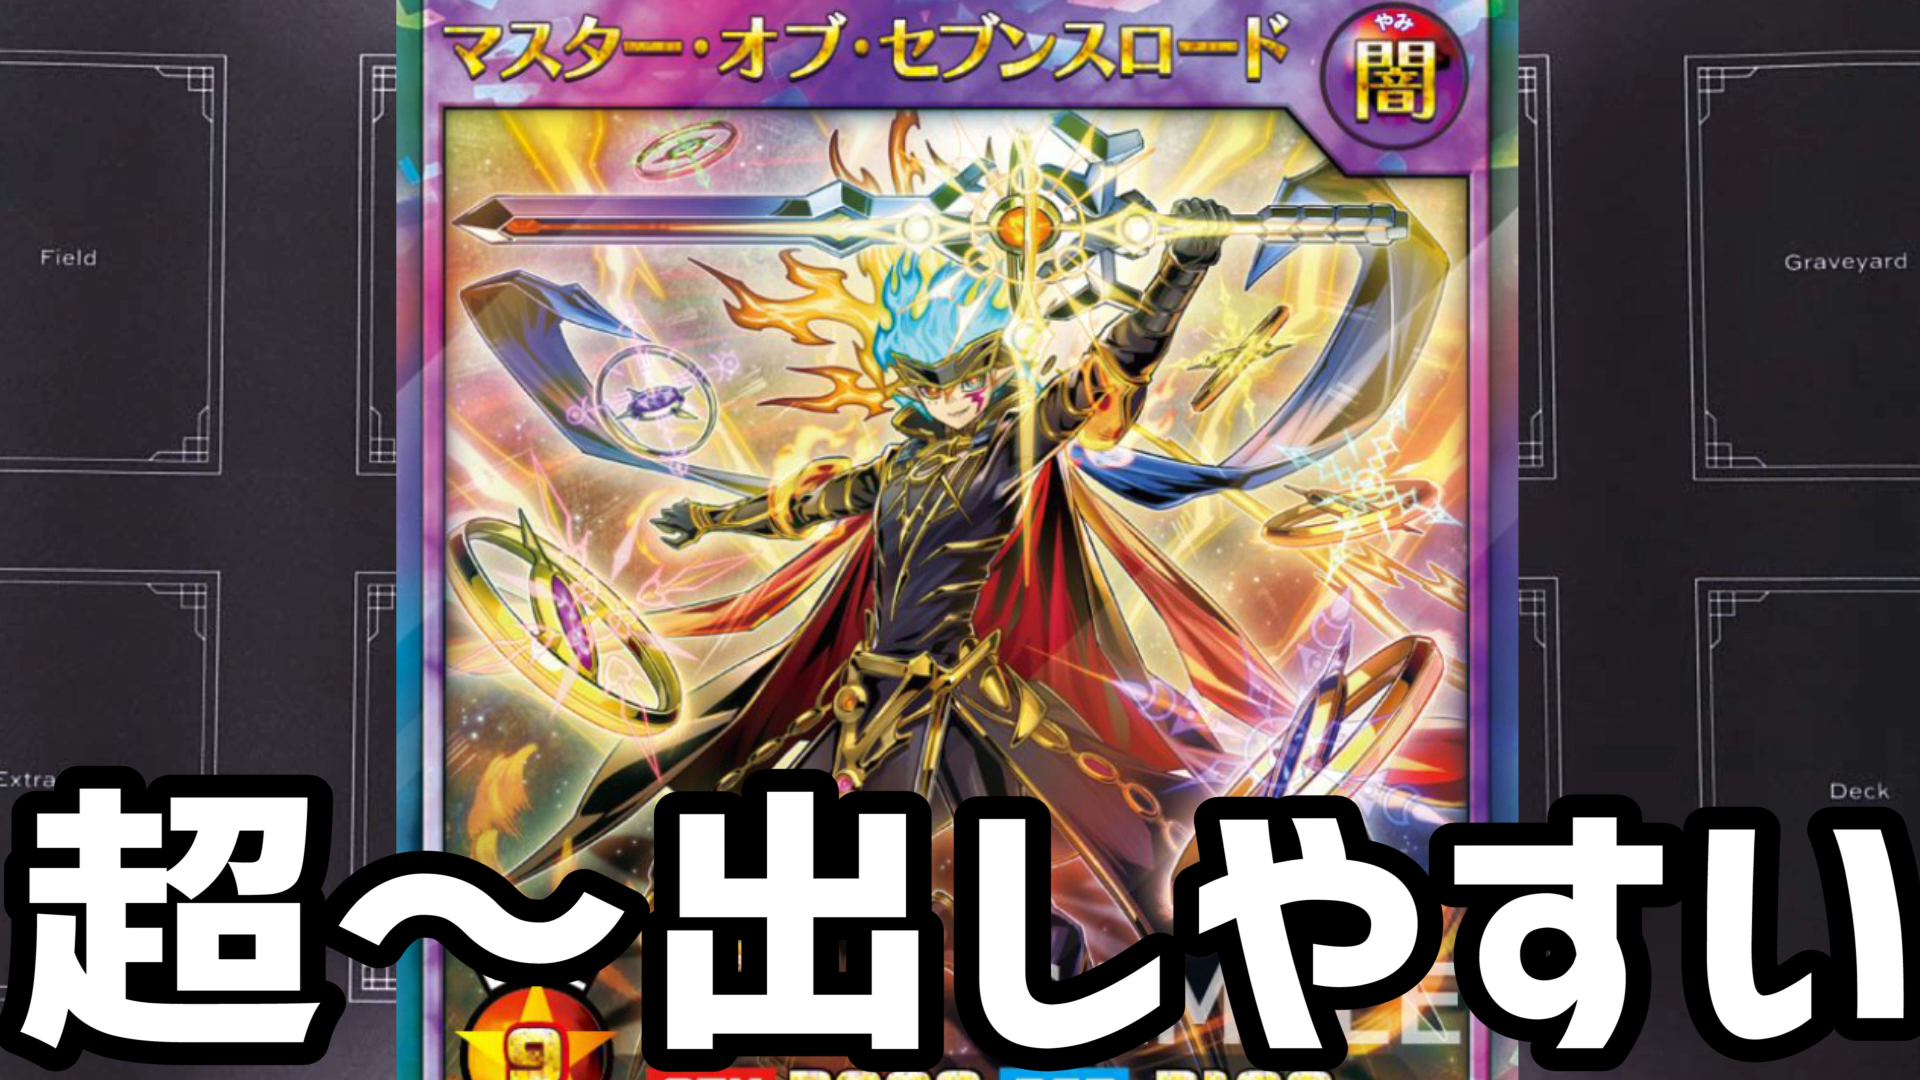 マスター・オブ・セブンスロード
やみ
闇
Field
Graveyard
Extra
Deck
超〜出しやすい
9